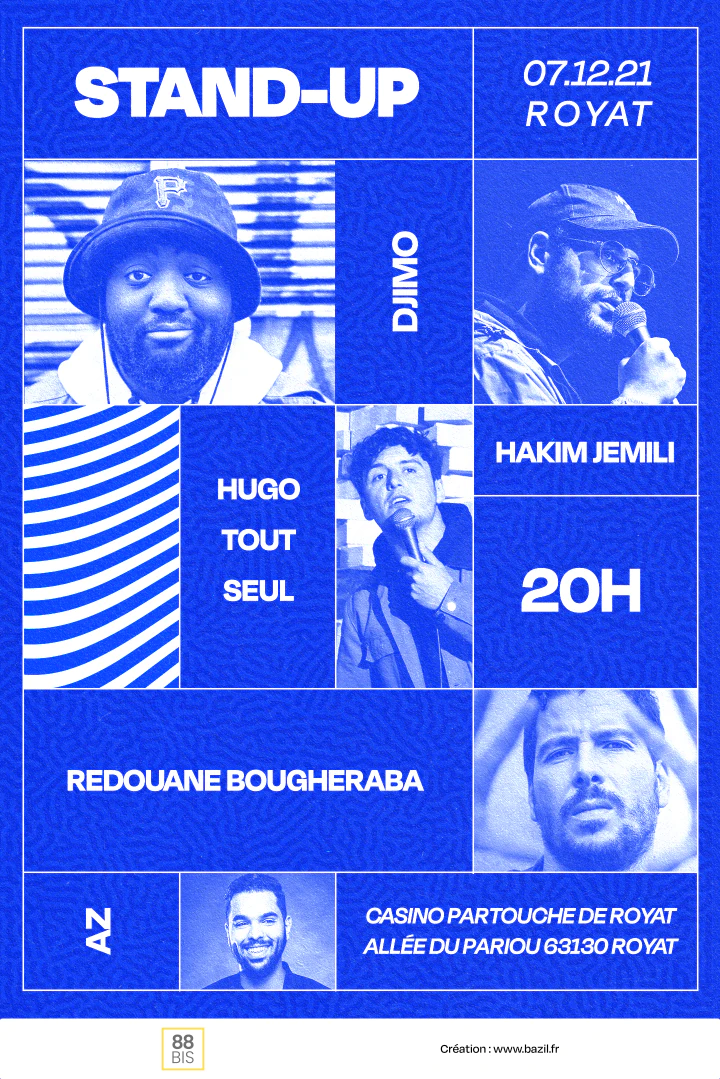 STAND-UP
07.12.21
ROYAT
P
DJIMO
HAKIM JEMILI
HUGO
TOUT
SEUL
20H
REDOUANE BOUGHERABA
AZ
CASINO PARTOUCHE DE ROYAT
ALLÉE DU PARIOU 63130 ROYAT
88
BIS
Création : www.bazil.fr